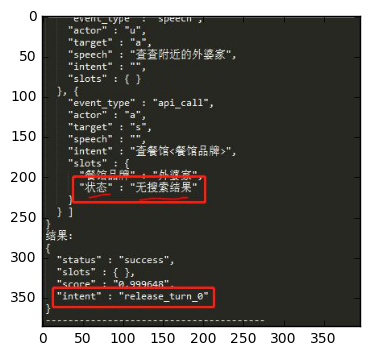 0
50
100
150
200
250
300
350
"event_type" : "speech",
"actor" : "u",
"target" : "a",
"speech" : "查查附近的外婆家",
"intent" : "",
"slots" : { }
}, {
"event_type" : "api_call",
"actor" : "a",
"target" : "s",
"speech" : "",
"intent" : "查餐馆<餐馆品牌>",
"slots" : {
"餐馆品牌" : "外婆家",
"状态" : "无搜索结果"
}
} ]
}
结果:
{
"status" : "success",
"slots" : { },
"score" : "0.999648",
"intent" : "release_turn_0"
}
----------------------------------
0 50 100 150 200 250 300 350